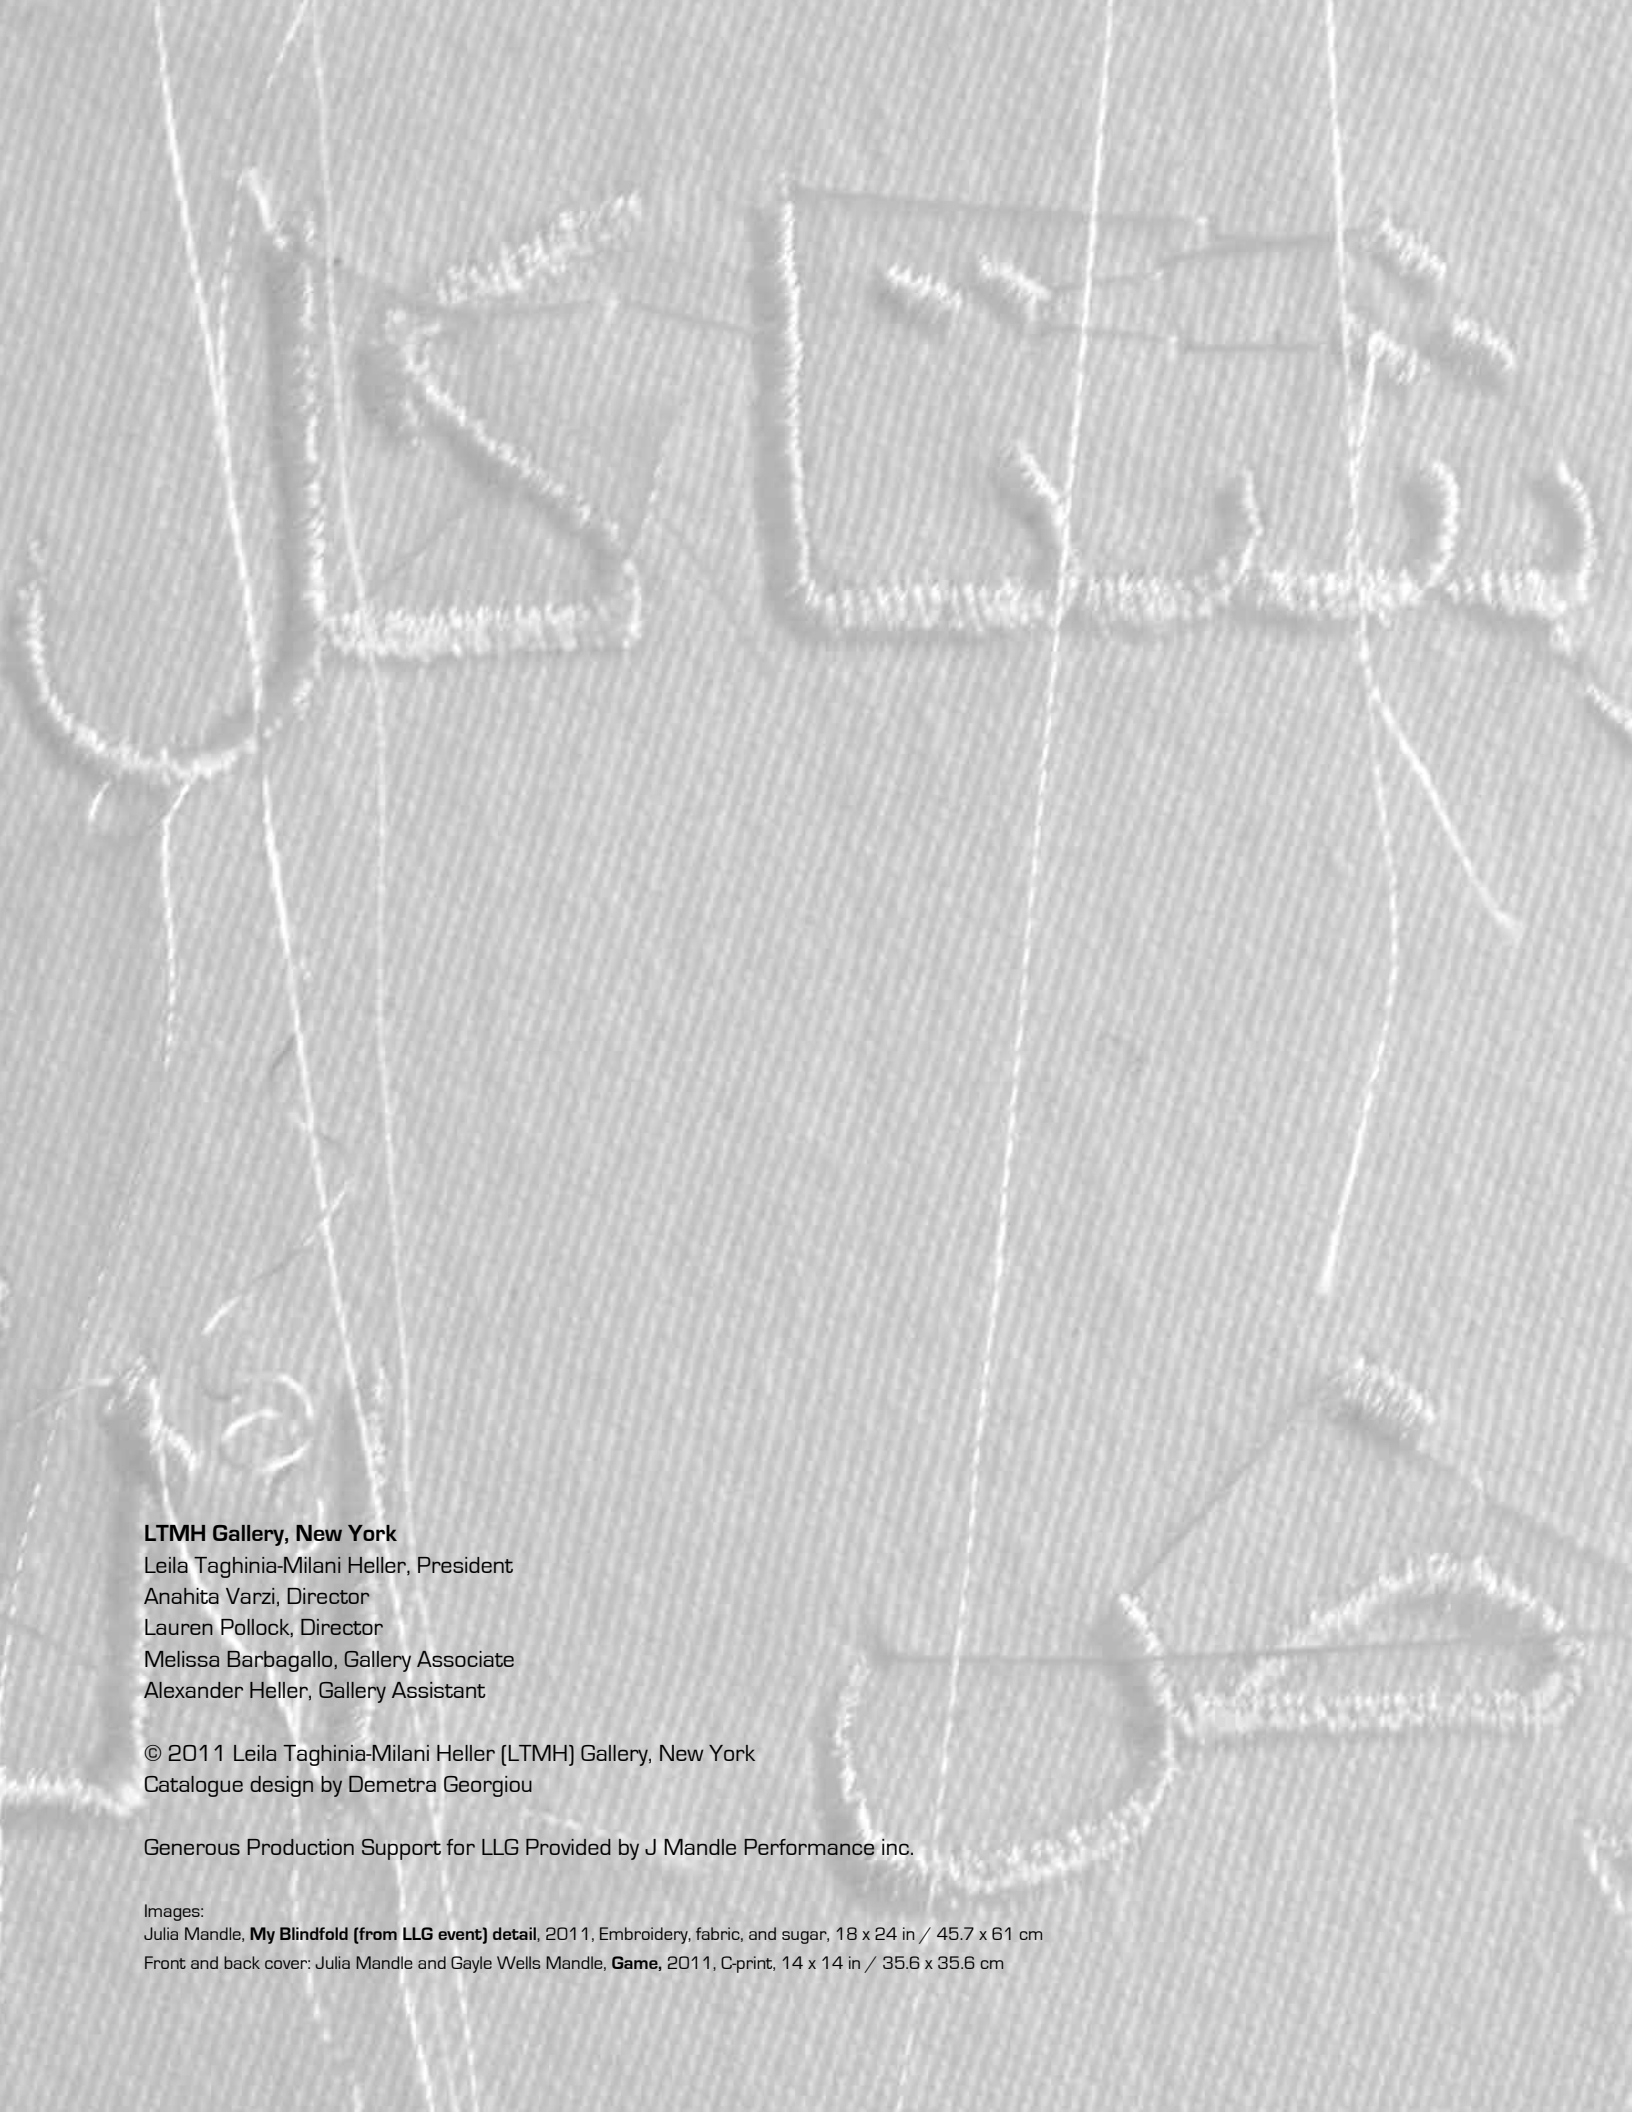 كل
LTMH Gallery, New York
Leila Taghinia-Milani Heller, President
Anahita Varzi, Director
Lauren Pollock, Director
Melissa Barbagallo, Gallery Associate
Alexander Heller, Gallery Assistant
© 2011 Leila Taghinia-Milani Heller (LTMH) Gallery, New York
Catalogue design by Demetra Georgiou
Generous Production Support for LLG Provided by J Mandle Performance inc.
Images:
Julia Mandle, My Blindfold (from LLG event) detail, 2011, Embroidery, fabric, and sugar, 18 x 24 in / 45.7 x 61 cm
Front and back cover: Julia Mandle and Gayle Wells Mandle, Game, 2011, C-print, 14 x 14 in / 35.6 x 35.6 cm